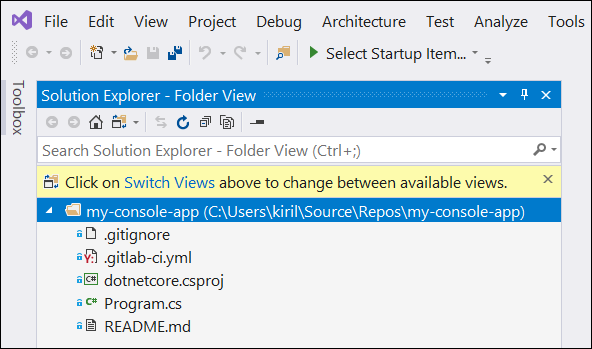 File Edit View Project Debug Architecture Test Analyze Tools
Select Startup Item...
Toolbox
Solution Explorer - Folder View
Search Solution Explorer - Folder View (Ctrl+;)
Click on Switch Views above to change between available views.
my-console-app (C:\Users\kiril\Source\Repos\my-console-app)
.gitignore
.gitlab-ci.yml
dotnetcore.csproj
Program.cs
README.md